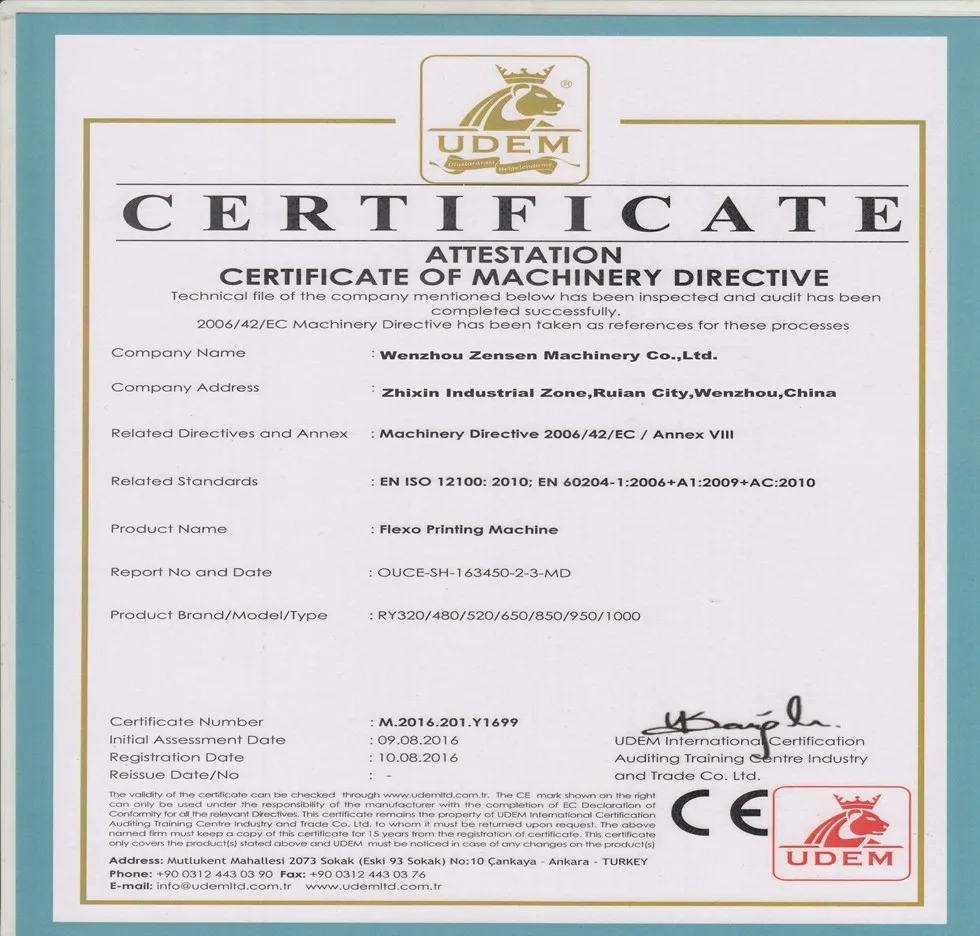 UDEM
®
Uluslararası Belgelendirme
CERTIFICATE
ATTESTATION
CERTIFICATE OF MACHINERY DIRECTIVE
Technical file of the company mentioned below has been inspected and audit has been
completed successfully.
2006/42/EC Machinery Directive has been taken as references for these processes
Company Name : Wenzhou Zensen Machinery Co.,Ltd.
Company Address : Zhixin Industrial Zone,Ruian City,Wenzhou,China
Related Directives and Annex : Machinery Directive 2006/42/EC / Annex VIII
Related Standards : EN ISO 12100: 2010; EN 60204-1:2006+A1:2009+AC:2010
Product Name : Flexo Printing Machine
Report No and Date : OUCE-SH-163450-2-3-MD
Product Brand/Model/Type : RY320/480/520/650/850/950/1000
Certificate Number : M.2016.201.Y1699
Initial Assessment Date : 09.08.2016
Registration Date : 10.08.2016
Reissue Date/No : -
UDEM International Certification
Auditing Training Centre Industry
and Trade Co. Ltd.
The validity of the certificate can be checked through www.udemltd.com.tr. The CE mark shown on the right
can only be used under the responsibility of the manufacturer with the completion of EC Declaration of
Conformity for all the relevant Directives. This certificate remains the property of UDEM International Certification
Auditing Training Centre Industry and Trade Co. Ltd. to whom it must be returned upon request. The above
named firm must keep a copy of this certificate for 15 years from the registration of certificate. This certificate
only covers the product(s) stated above and UDEM must be noticed in case of any changes on the product(s)
Address: Mutlukent Mahallesi 2073 Sokak (Eski 93 Sokak) No:10 Çankaya - Ankara - TURKEY
Phone: +90 0312 443 03 90 Fax: +90 0312 443 03 76
E-mail: info@udemltd.com.tr www.udemltd.com.tr
CE
UDEM